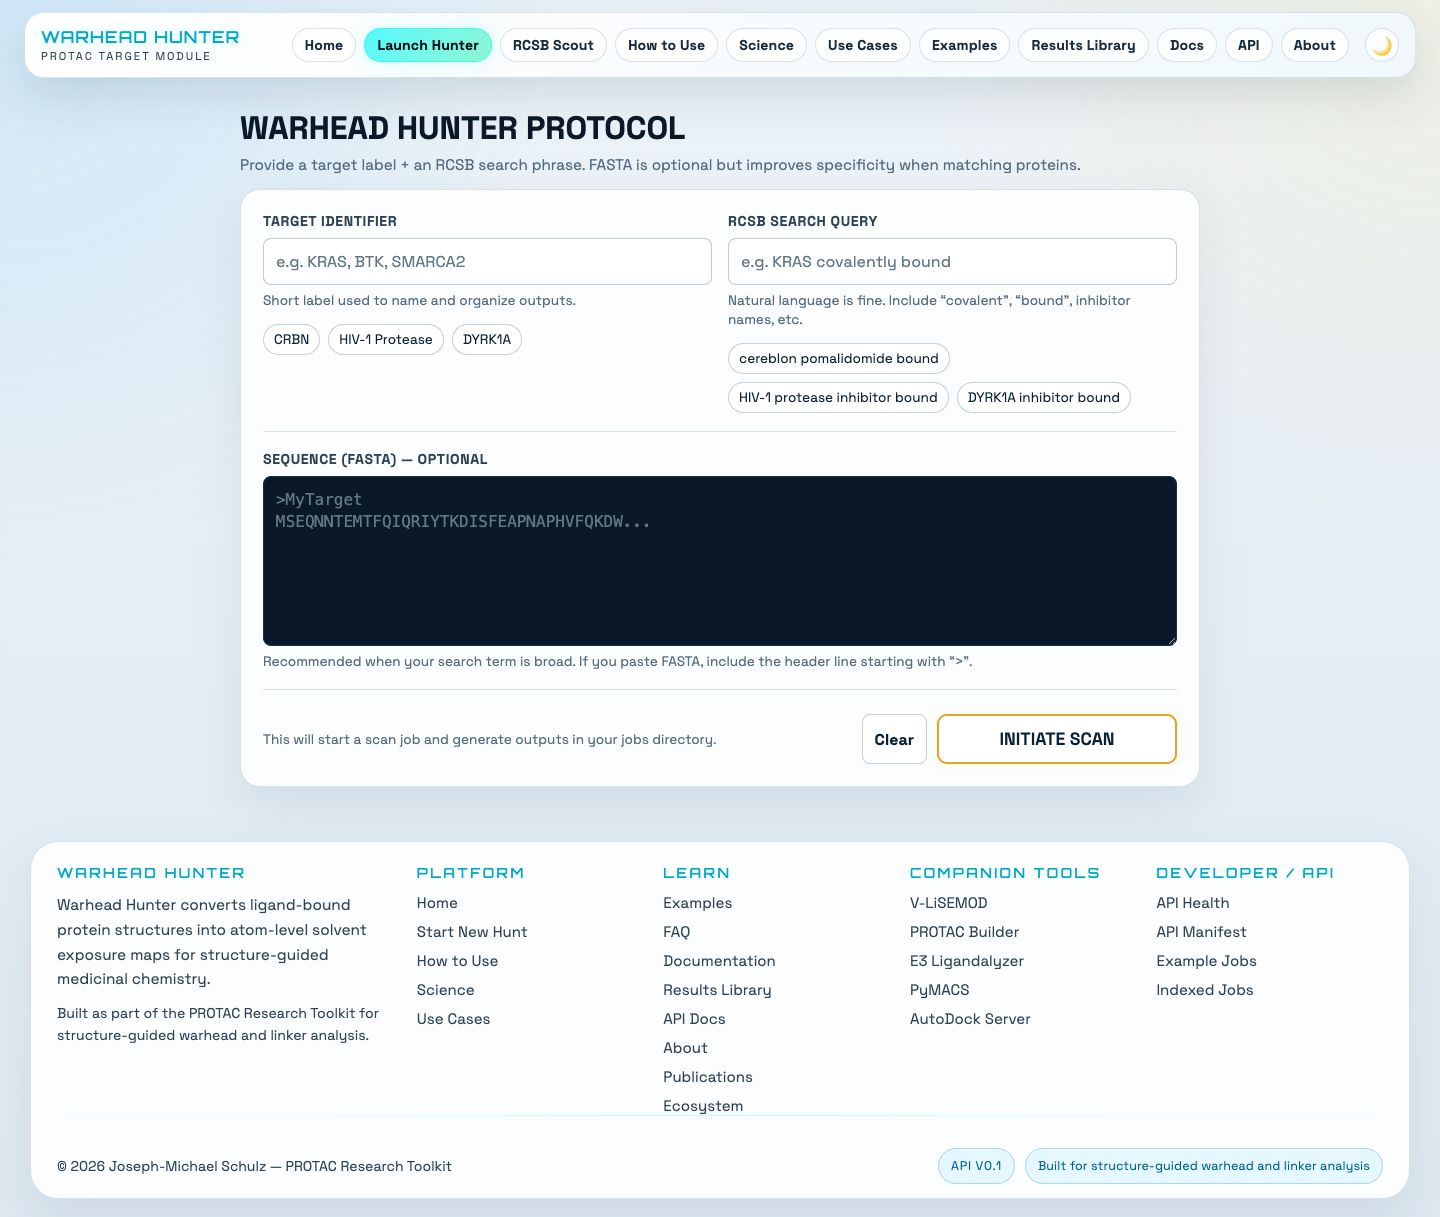 WARHEAD HUNTER
PROTAC TARGET MODULE
Home
Launch Hunter
RCSB Scout
How to Use
Science
Use Cases
Examples
Results Library
Docs
API
About
WARHEAD HUNTER PROTOCOL
Provide a target label + an RCSB search phrase. FASTA is optional but improves specificity when matching proteins.
TARGET IDENTIFIER
e.g. KRAS, BTK, SMARCA2
Short label used to name and organize outputs.
CRBN
HIV-1 Protease
DYRK1A
RCSB SEARCH QUERY
e.g. KRAS covalently bound
Natural language is fine. Include “covalent”, “bound”, inhibitor
names, etc.
cereblon pomalidomide bound
HIV-1 protease inhibitor bound
DYRK1A inhibitor bound
SEQUENCE (FASTA) — OPTIONAL
>MyTarget
MSEQNNTEMTFQIQRIYTKDISFEAPNAPHVFQKDW...
Recommended when your search term is broad. If you paste FASTA, include the header line starting with “>”.
This will start a scan job and generate outputs in your jobs directory.
Clear
INITIATE SCAN
WARHEAD HUNTER
Warhead Hunter converts ligand-bound
protein structures into atom-level solvent
exposure maps for structure-guided
medicinal chemistry.
Built as part of the PROTAC Research Toolkit for
structure-guided warhead and linker analysis.
PLATFORM
Home
Start New Hunt
How to Use
Science
Use Cases
LEARN
Examples
FAQ
Documentation
Results Library
API Docs
About
Publications
Ecosystem
COMPANION TOOLS
V-LiSEMOD
PROTAC Builder
E3 Ligandalyzer
PyMACS
AutoDock Server
DEVELOPER / API
API Health
API Manifest
Example Jobs
Indexed Jobs
© 2026 Joseph-Michael Schulz — PROTAC Research Toolkit
API V0.1
Built for structure-guided warhead and linker analysis